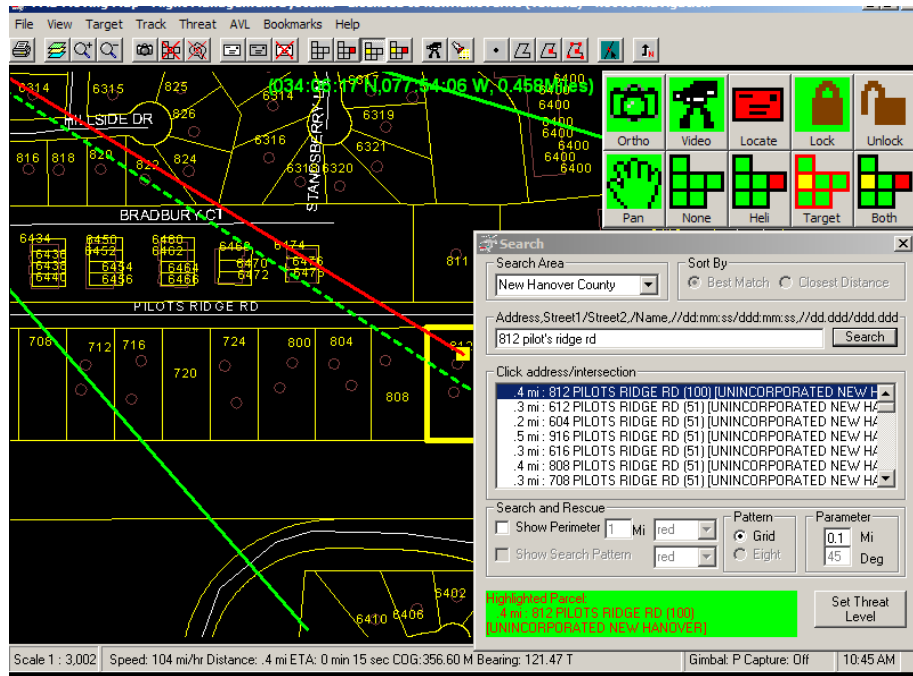 File View Target Track Threat AVL Bookmarks Help
(034:06:17 N,077:54:06 W, 0.458Miles)
6314 6315 825
HILLSIDE DR 826
6316
STANDSBERRY
6319
6321
6400
6400
6400
6400
6400
6400
816 818 820 822 824
6320
BRADBURY CT
6434 6450 6460 6468 6474
6436 6452 6462
6438 6454 6464 6470 6476
6440 6456 6466 6472
811
PILOTS RIDGE RD
708 712 716 720 724 800 804 808 812
6410 6406 6402
Ortho Video Locate Lock Unlock
Pan None Heli Target Both
Search
Search Area
New Hanover County
Sort By
Best Match Closest Distance
Address,Street1/Street2,/Name,//dd:mm:ss/ddd:mm:ss,//dd.ddd/ddd.ddd
812 pilot's ridge rd
Search
Click address/intersection
.4 mi : 812 PILOTS RIDGE RD (100) [UNINCORPORATED NEW H
.3 mi : 612 PILOTS RIDGE RD (51) [UNINCORPORATED NEW HA
.2 mi : 604 PILOTS RIDGE RD (51) [UNINCORPORATED NEW HA
.5 mi : 916 PILOTS RIDGE RD (51) [UNINCORPORATED NEW HA
.3 mi : 616 PILOTS RIDGE RD (51) [UNINCORPORATED NEW HA
.4 mi : 808 PILOTS RIDGE RD (51) [UNINCORPORATED NEW HA
.3 mi : 708 PILOTS RIDGE RD (51) [UNINCORPORATED NEW HA
Search and Rescue
Show Perimeter 1 Mi red
Show Search Pattern red
Pattern
Grid
Eight
Parameter
0.1 Mi
45 Deg
Highlighted Parcel:
.4 mi : 812 PILOTS RIDGE RD (100)
[UNINCORPORATED NEW HANOVER]
Set Threat
Level
Scale 1 : 3,002 Speed: 104 mi/hr Distance: .4 mi ETA: 0 min 15 sec COG:356.60 M Bearing: 121.47 T Gimbal: P Capture: Off 10:45 AM